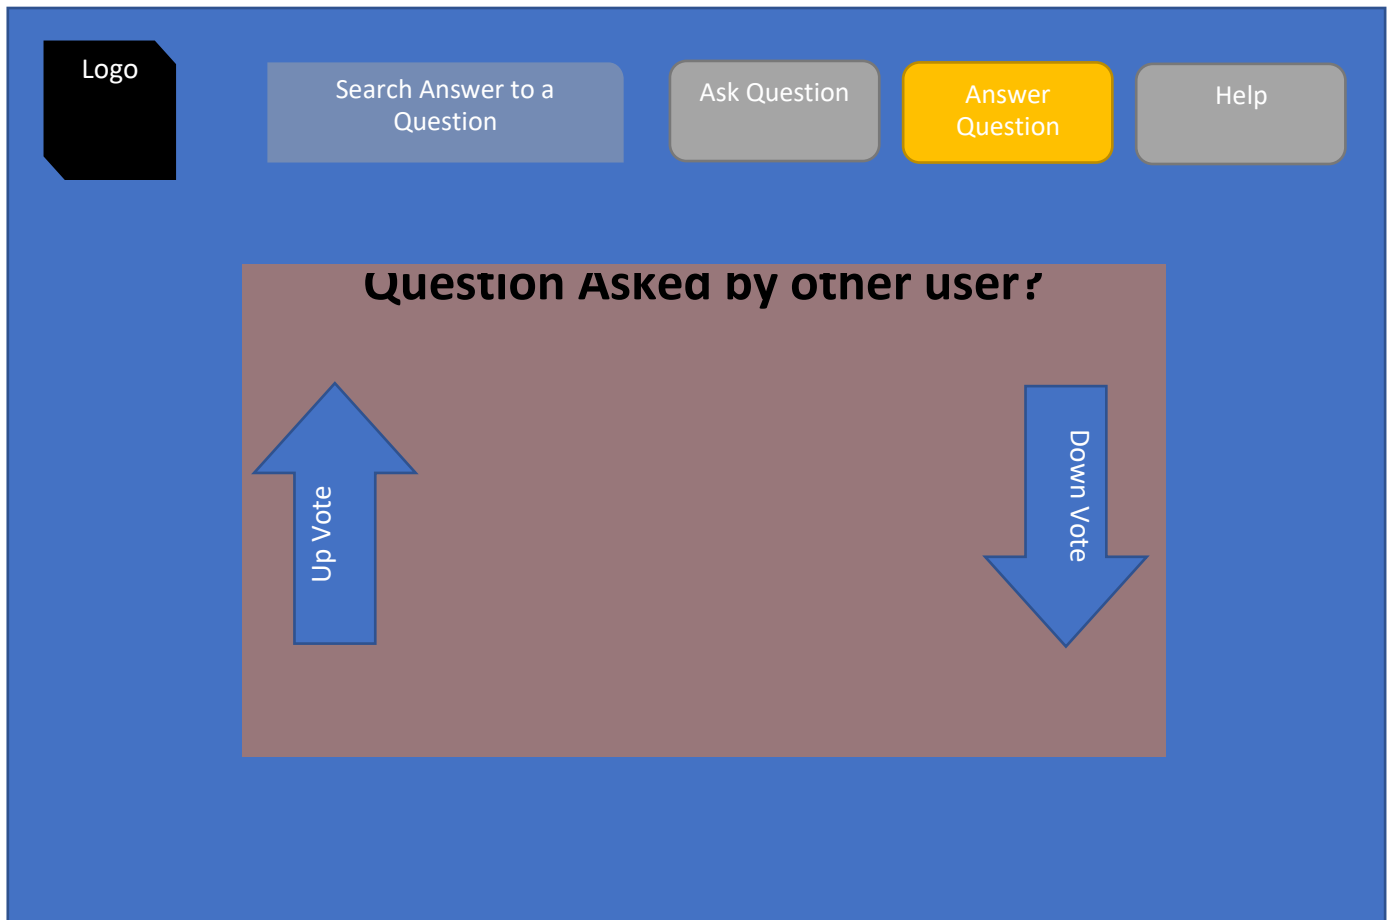 Logo
Search Answer to a
Question
Ask Question
Answer
Question
Help
Question Asked by other user?
Up Vote
Down Vote